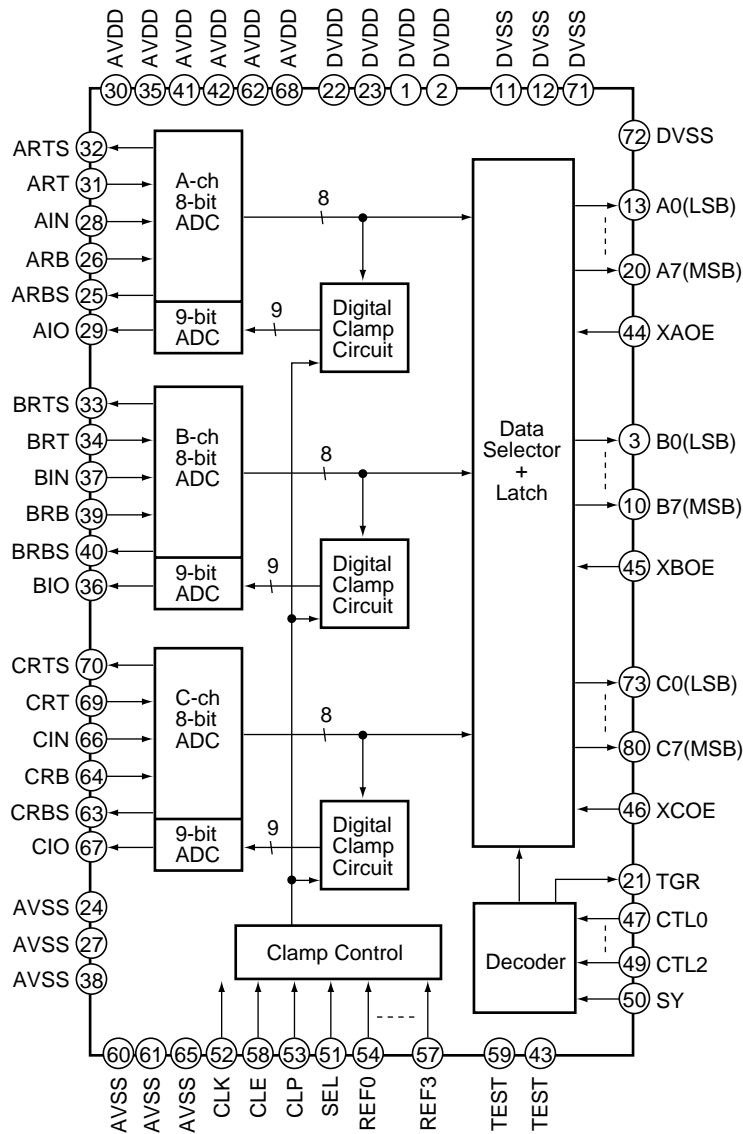 AVDD
AVDD
AVDD
AVDD
AVDD
AVDD
DVDD
DVDD
DVDD
DVDD
DVSS
DVSS
DVSS
30
35
41
42
62
68
22
23
1
2
11
12
71
72 DVSS
ARTS 32
ART 31
AIN 28
ARB 26
ARBS 25
AIO 29
A-ch
8-bit
ADC
9-bit
ADC
8
9
Digital
Clamp
Circuit
13 A0(LSB)
20 A7(MSB)
44 XAOE
BRTS 33
BRT 34
BIN 37
BRB 39
BRBS 40
BIO 36
B-ch
8-bit
ADC
9-bit
ADC
8
9
Digital
Clamp
Circuit
Data
Selector
+
Latch
3 B0(LSB)
10 B7(MSB)
45 XBOE
CRTS 70
CRT 69
CIN 66
CRB 64
CRBS 63
CIO 67
C-ch
8-bit
ADC
9-bit
ADC
8
9
Digital
Clamp
Circuit
73 C0(LSB)
80 C7(MSB)
46 XCOE
AVSS 24
AVSS 27
AVSS 38
Clamp Control
Decoder
21 TGR
47 CTL0
49 CTL2
50 SY
60
61
65
52
58
53
51
54
57
59
43
AVSS
AVSS
AVSS
CLK
CLE
CLP
SEL
REF0
REF3
TEST
TEST